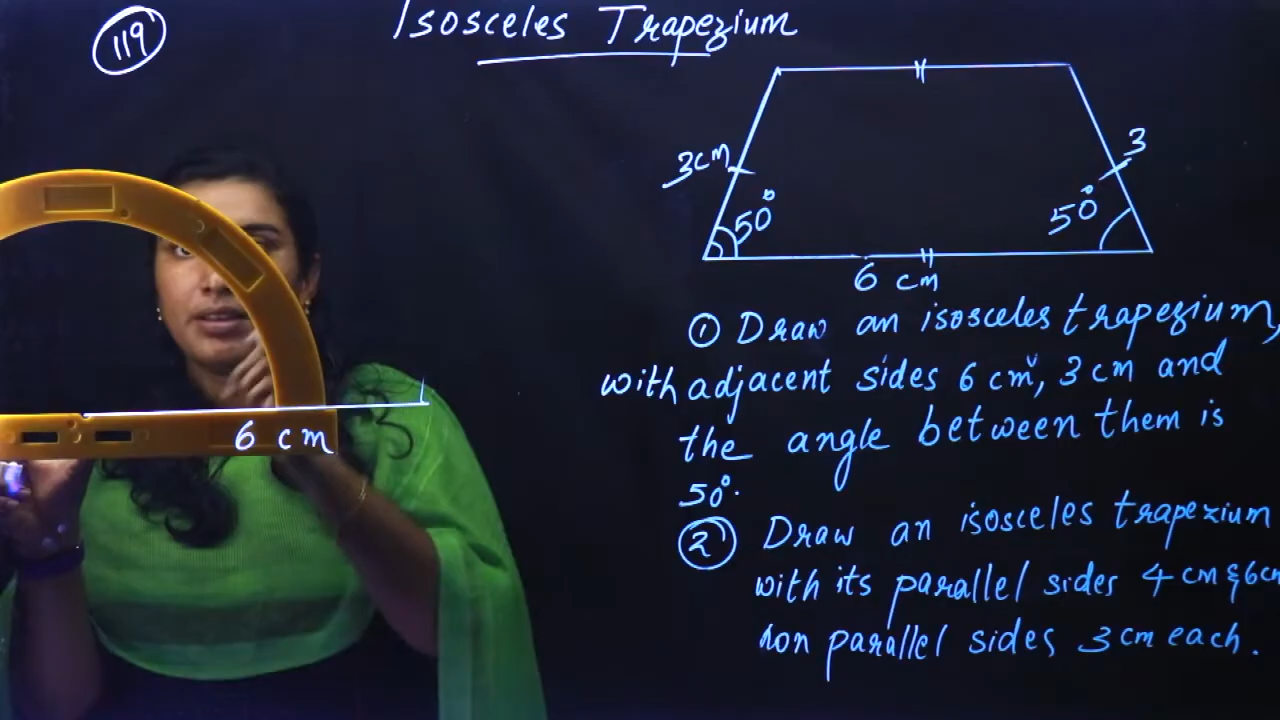 119
Isosceles Trapezium
3cm
3
50°
50°
6 cm
6 cm
① Draw an isosceles trapezium,
with adjacent sides 6 cm, 3 cm and
the angle between them is
50°.
② Draw an isosceles trapezium
with its parallel sides 4 cm & 6cm
non parallel sides 3 cm each.